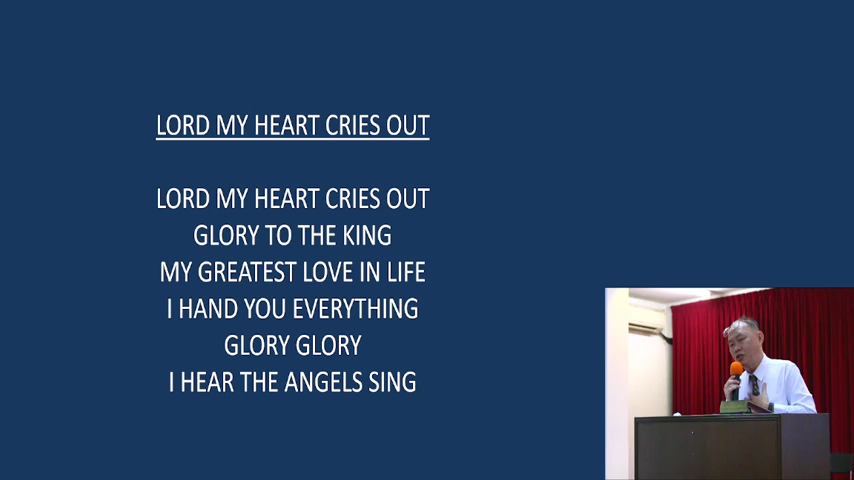 LORD MY HEART CRIES OUT
LORD MY HEART CRIES OUT
GLORY TO THE KING
MY GREATEST LOVE IN LIFE
I HAND YOU EVERYTHING
GLORY GLORY
I HEAR THE ANGELS SING